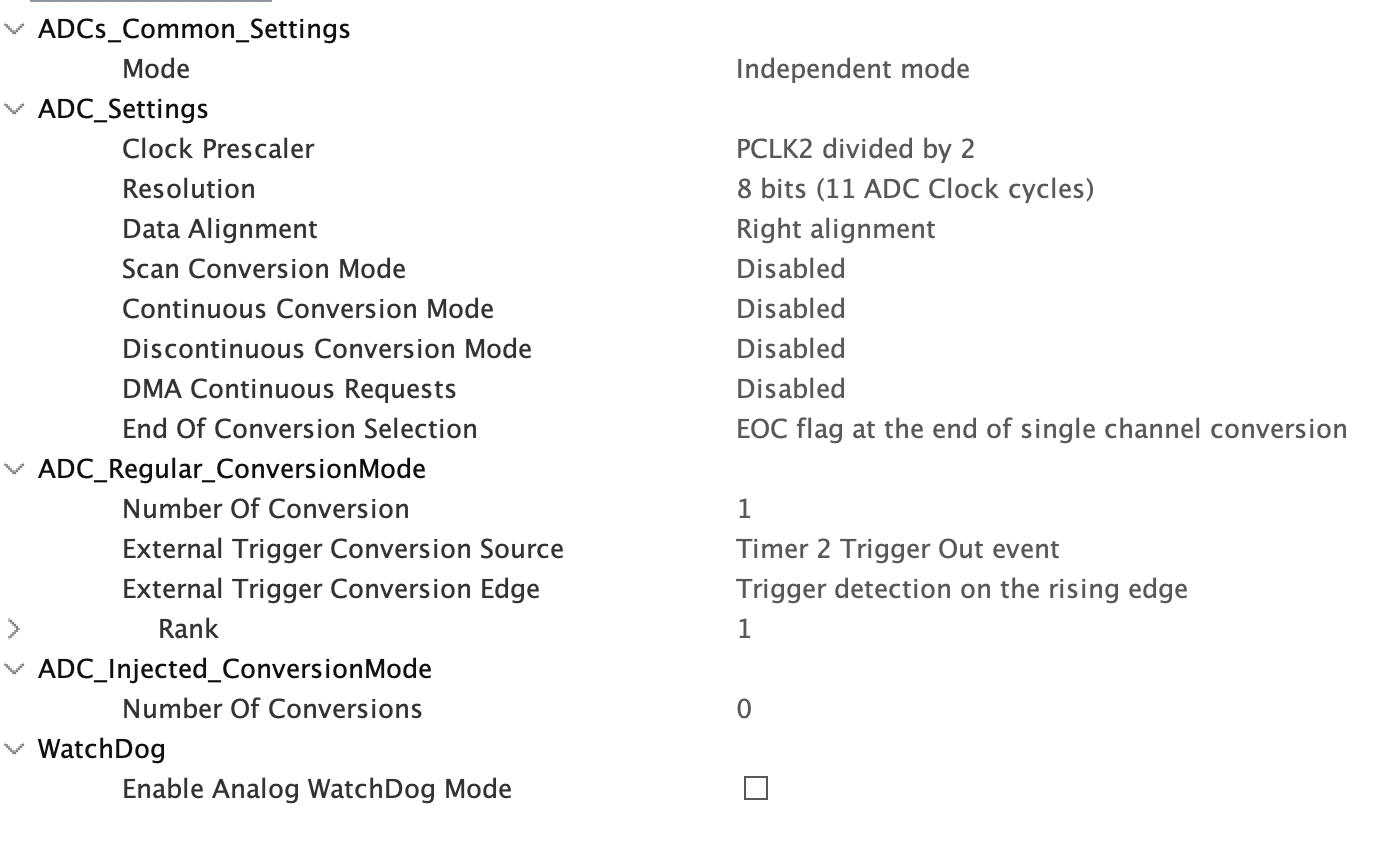 ADCs_Common_Settings
Mode Independent mode
ADC_Settings
Clock Prescaler PCLK2 divided by 2
Resolution 8 bits (11 ADC Clock cycles)
Data Alignment Right alignment
Scan Conversion Mode Disabled
Continuous Conversion Mode Disabled
Discontinuous Conversion Mode Disabled
DMA Continuous Requests Disabled
End Of Conversion Selection EOC flag at the end of single channel conversion
ADC_Regular_ConversionMode
Number Of Conversion 1
External Trigger Conversion Source Timer 2 Trigger Out event
External Trigger Conversion Edge Trigger detection on the rising edge
Rank 1
ADC_Injected_ConversionMode
Number Of Conversions 0
WatchDog
Enable Analog WatchDog Mode